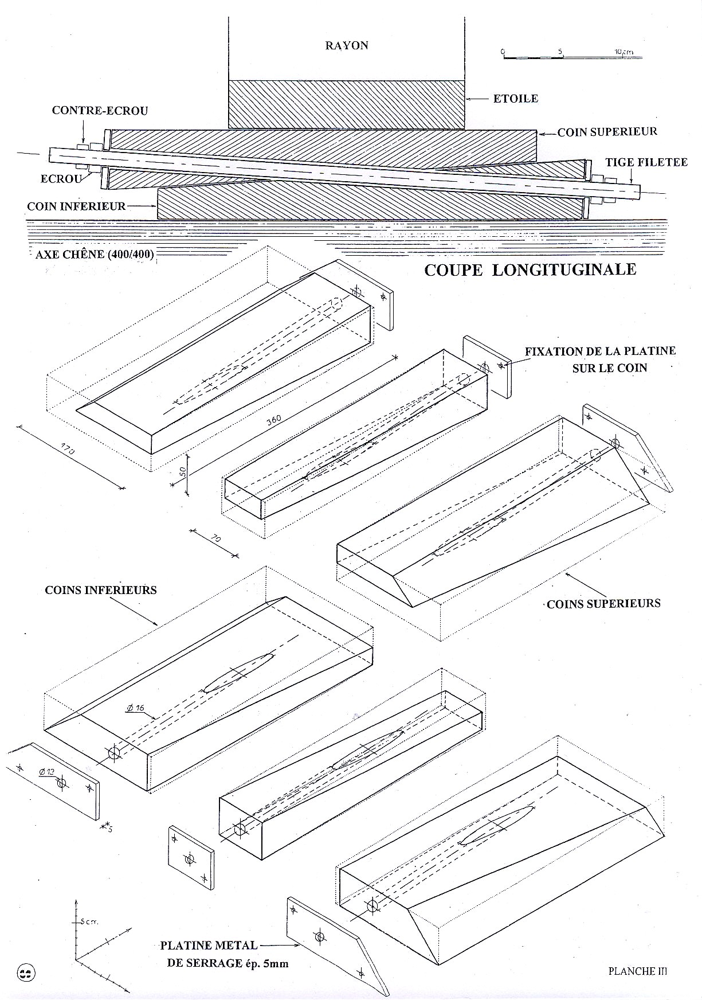 RAYON
0 5 10 cm
ETOILE
CONTRE-ECROU
COIN SUPERIEUR
TIGE FILETEE
ECROU
COIN INFERIEUR
AXE CHÊNE (400/400)
COUPE LONGITUGINALE
FIXATION DE LA PLATINE
SUR LE COIN
360
170
50
70
COINS INFERIEURS
COINS SUPERIEURS
Ø 16
Ø 12
5
5 cm.
PLATINE METAL
DE SERRAGE ép. 5mm
PLANCHE III